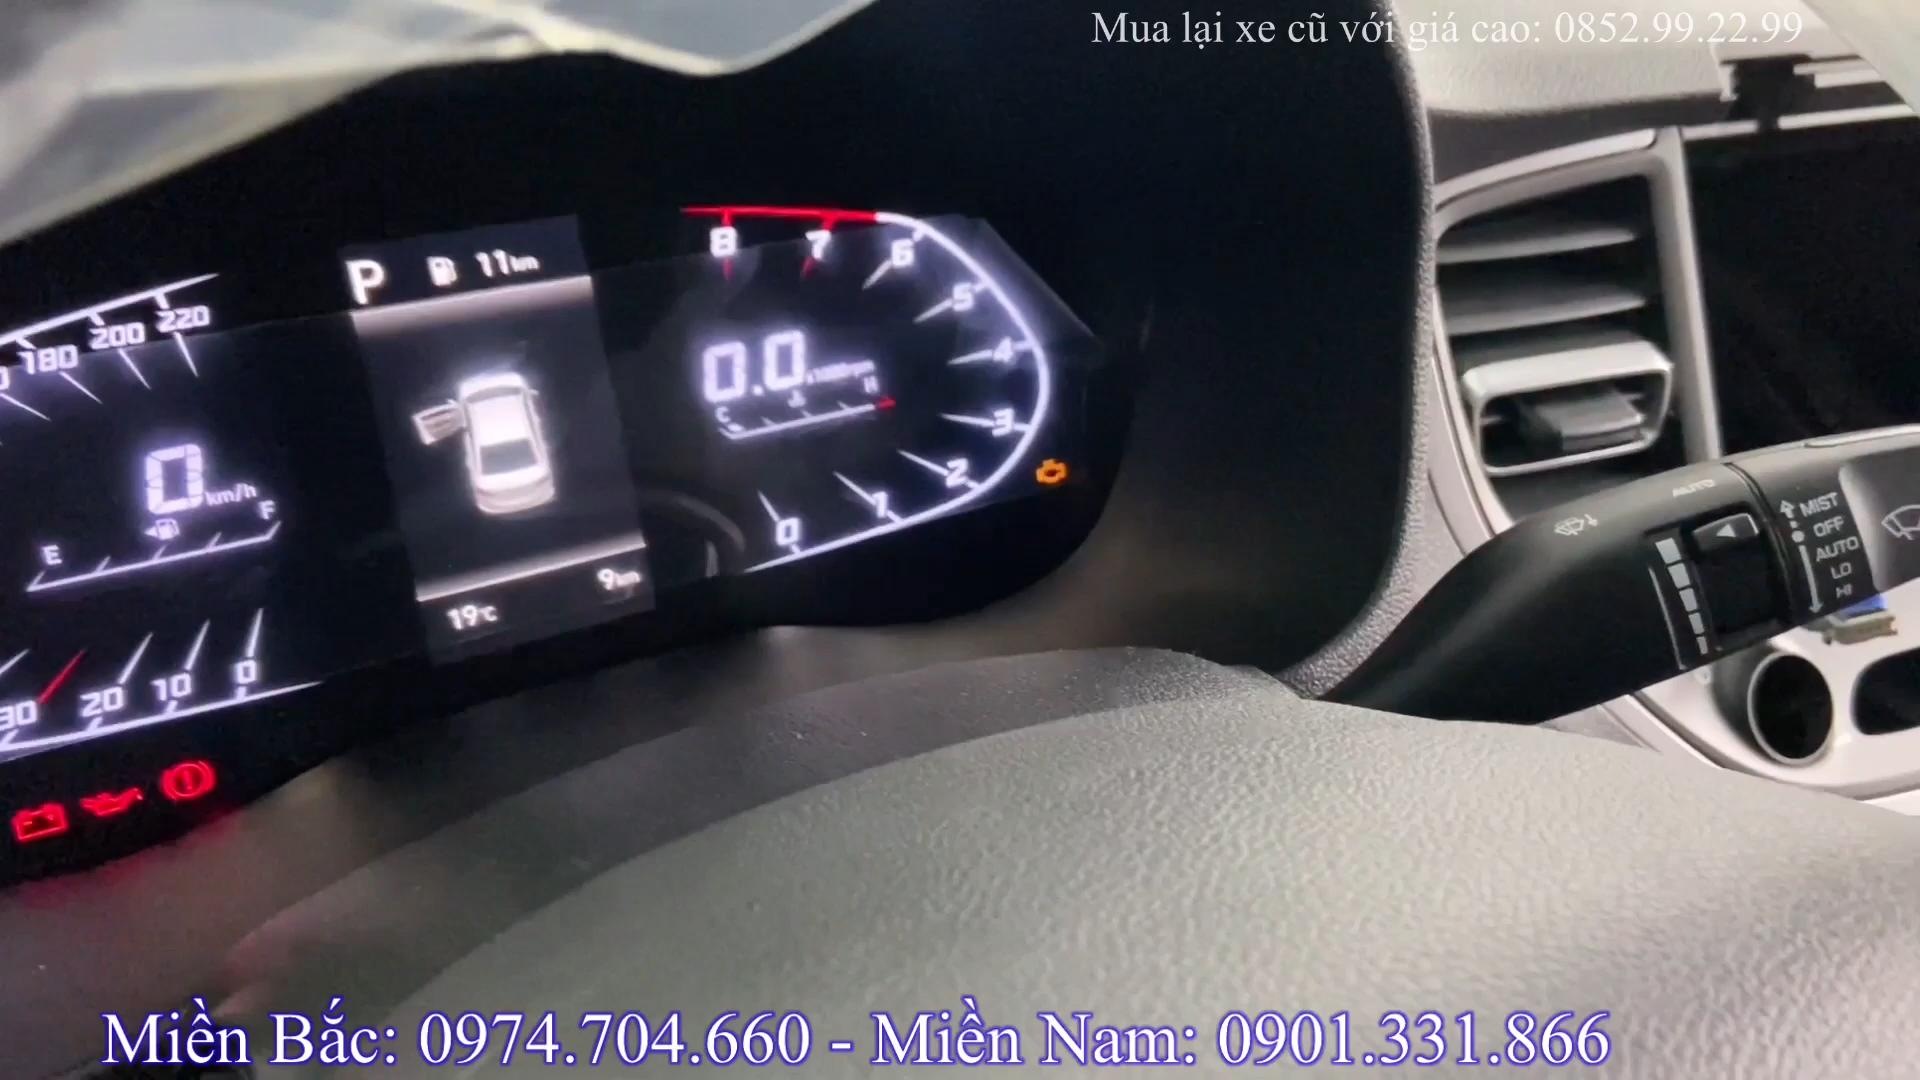 Mua lại xe cũ với giá cao: 0852.99.22.99
P 11km
8 7 6 5 4 3 2 1 0
180 200 220
0.0 x1000rpm
C H
0 km/h
E F
19°C 9km
30 20 10 0
AUTO
MIST
OFF
AUTO
LO
HI
Miền Bắc: 0974.704.660 - Miền Nam: 0901.331.866